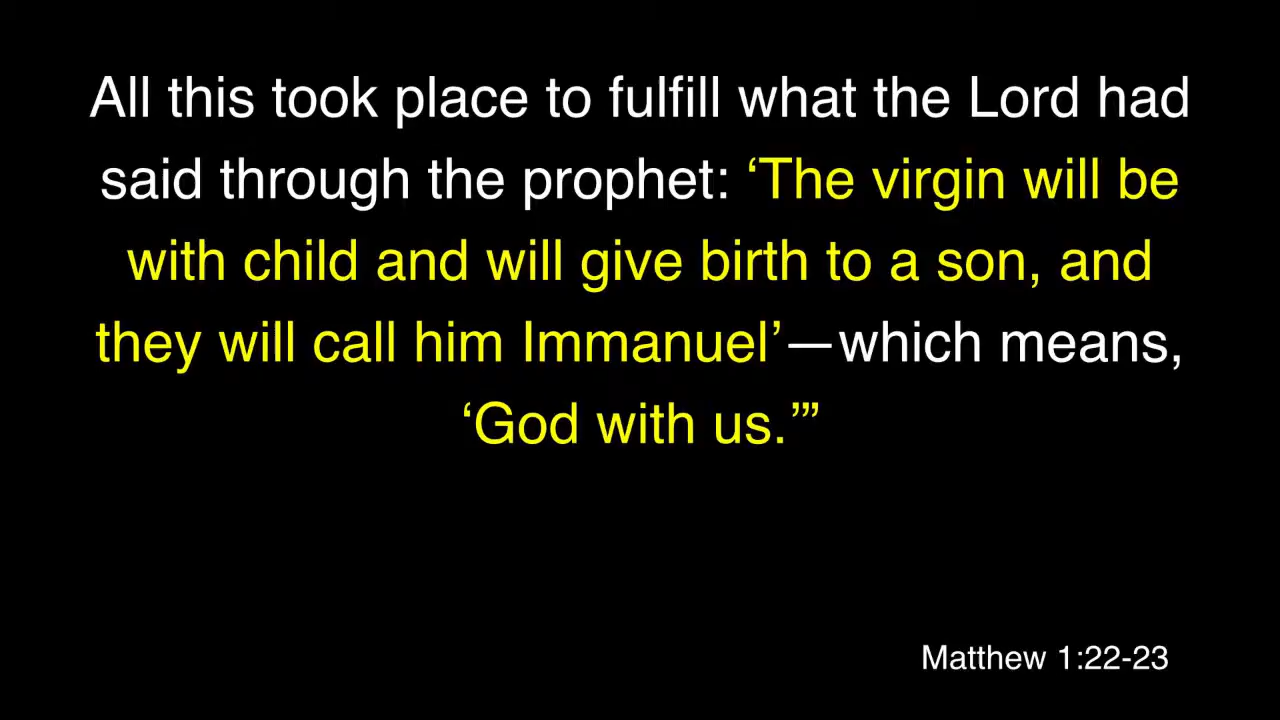 All this took place to fulfill what the Lord had
said through the prophet: ‘The virgin will be
with child and will give birth to a son, and
they will call him Immanuel’—which means,
‘God with us.’”
Matthew 1:22-23